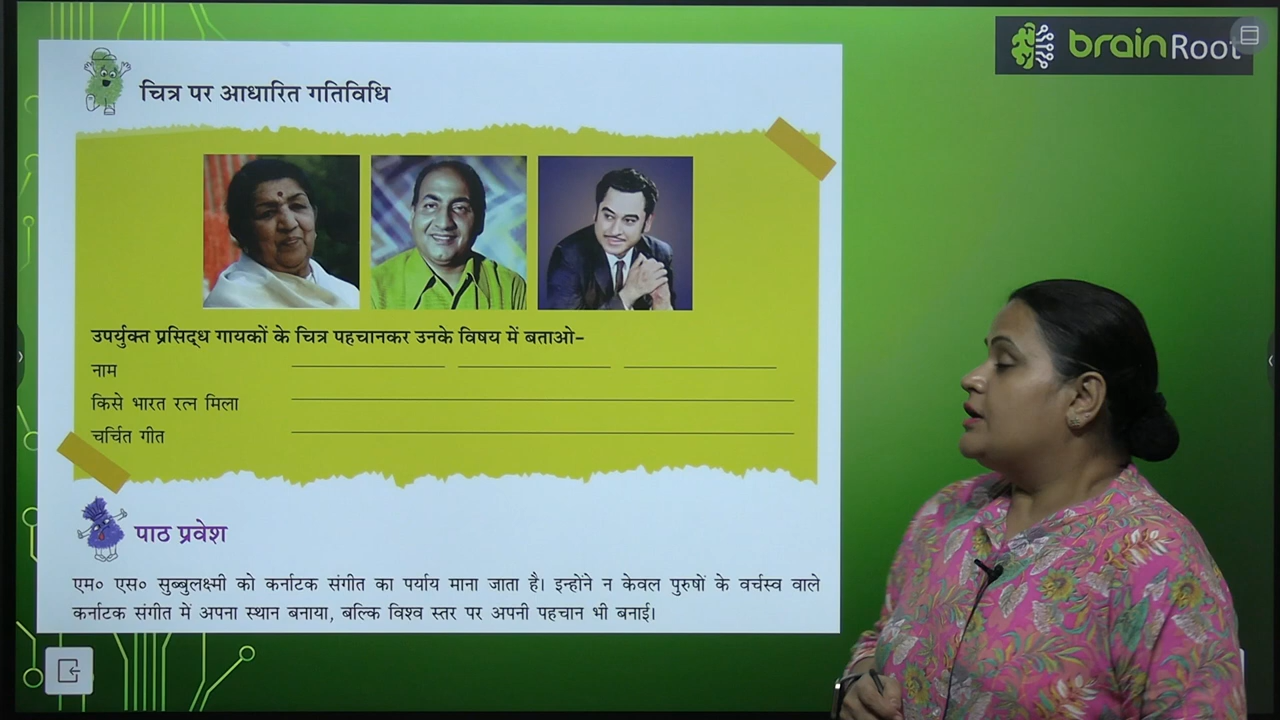 brainRoot
चित्र पर आधारित गतिविधि
उपर्युक्त प्रसिद्ध गायकों के चित्र पहचानकर उनके विषय में बताओ-
नाम
किसे भारत रत्न मिला
चर्चित गीत
पाठ प्रवेश
एम० एस० सुब्बुलक्ष्मी को कर्नाटक संगीत का पर्याय माना जाता है। इन्होंने न केवल पुरुषों के वर्चस्व वाले
कर्नाटक संगीत में अपना स्थान बनाया, बल्कि विश्व स्तर पर अपनी पहचान भी बनाई।